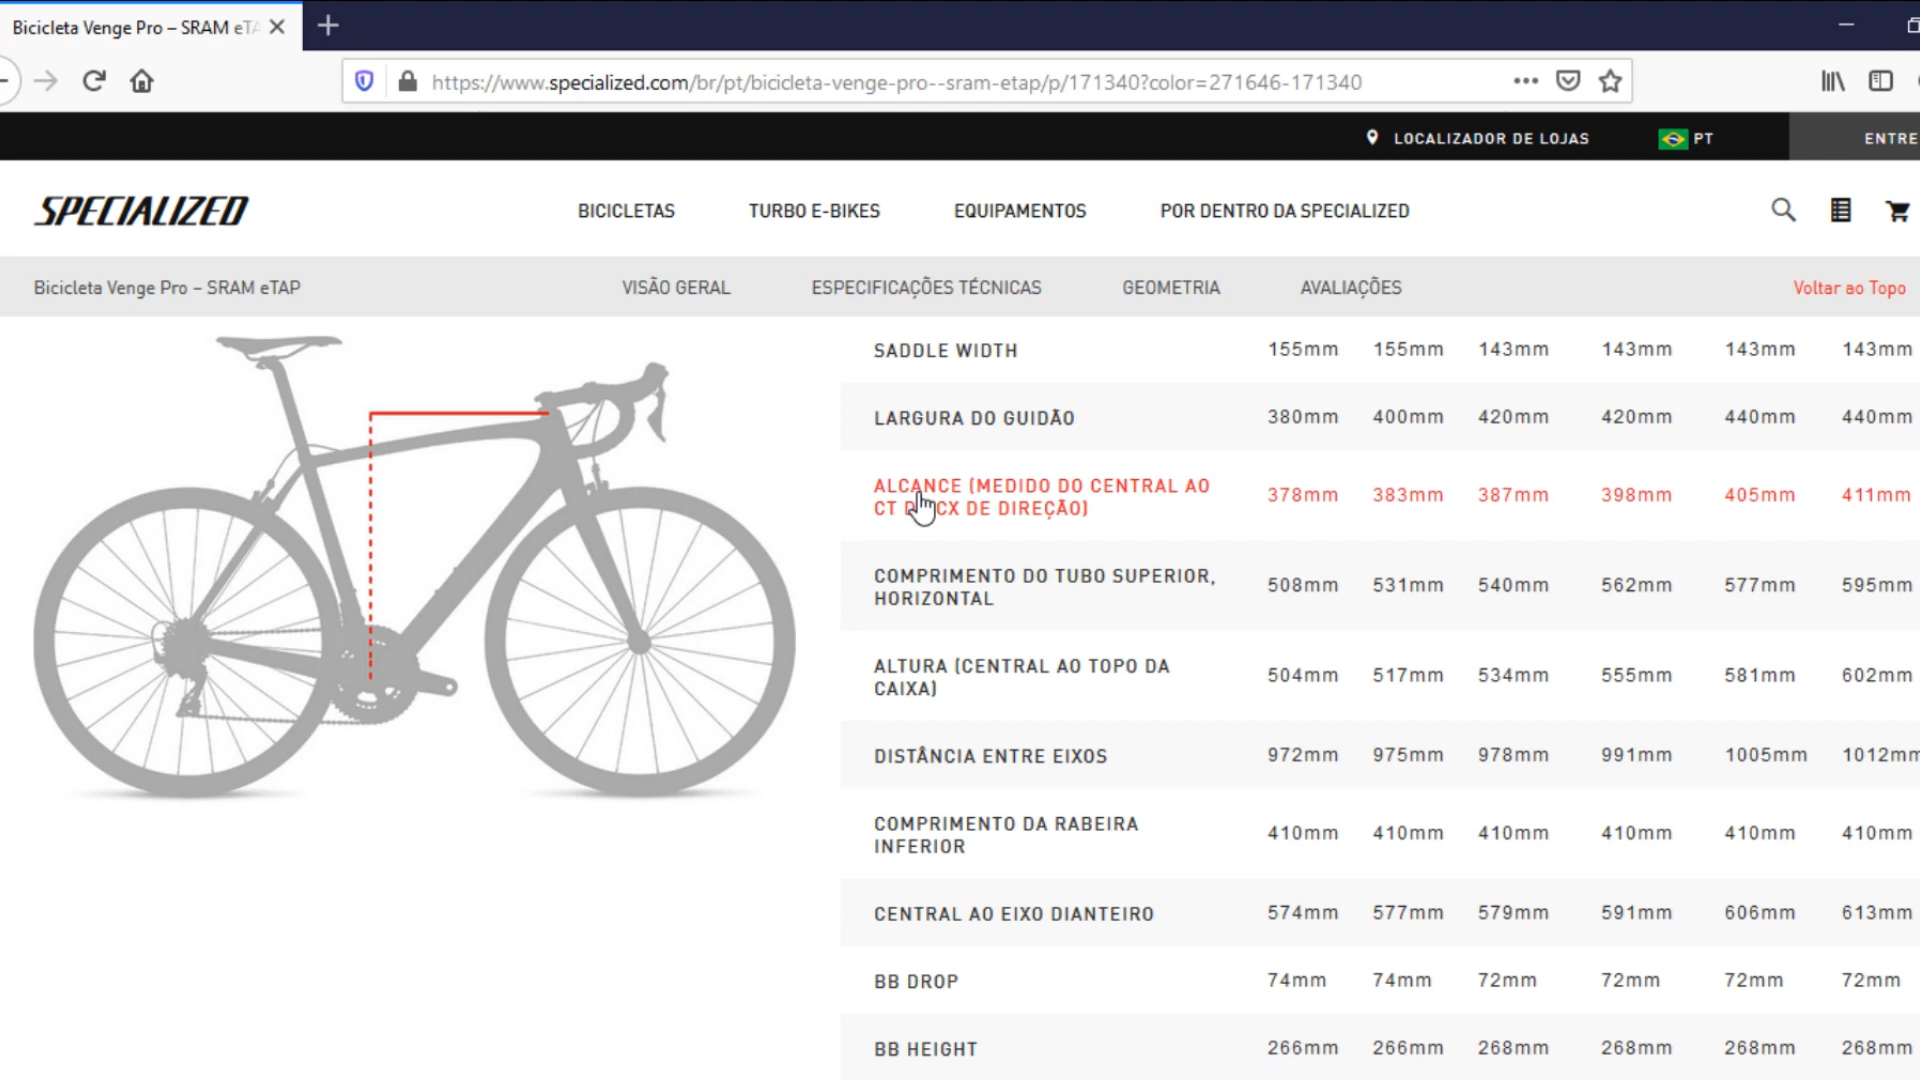 Bicicleta Venge Pro – SRAM eTA
https://www.specialized.com/br/pt/bicicleta-venge-pro--sram-etap/p/171340?color=271646-171340
LOCALIZADOR DE LOJAS PT ENTRE
SPECIALIZED BICICLETAS TURBO E-BIKES EQUIPAMENTOS POR DENTRO DA SPECIALIZED
Bicicleta Venge Pro – SRAM eTAP VISÃO GERAL ESPECIFICAÇÕES TÉCNICAS GEOMETRIA AVALIAÇÕES Voltar ao Topo
SADDLE WIDTH 155mm 155mm 143mm 143mm 143mm 143mm
LARGURA DO GUIDÃO 380mm 400mm 420mm 420mm 440mm 440mm
ALCANCE (MEDIDO DO CENTRAL AO
CT CX DE DIREÇÃO) 378mm 383mm 387mm 398mm 405mm 411mm
COMPRIMENTO DO TUBO SUPERIOR,
HORIZONTAL 508mm 531mm 540mm 562mm 577mm 595mm
ALTURA (CENTRAL AO TOPO DA
CAIXA) 504mm 517mm 534mm 555mm 581mm 602mm
DISTÂNCIA ENTRE EIXOS 972mm 975mm 978mm 991mm 1005mm 1012mm
COMPRIMENTO DA RABEIRA
INFERIOR 410mm 410mm 410mm 410mm 410mm 410mm
CENTRAL AO EIXO DIANTEIRO 574mm 577mm 579mm 591mm 606mm 613mm
BB DROP 74mm 74mm 72mm 72mm 72mm 72mm
BB HEIGHT 266mm 266mm 268mm 268mm 268mm 268mm